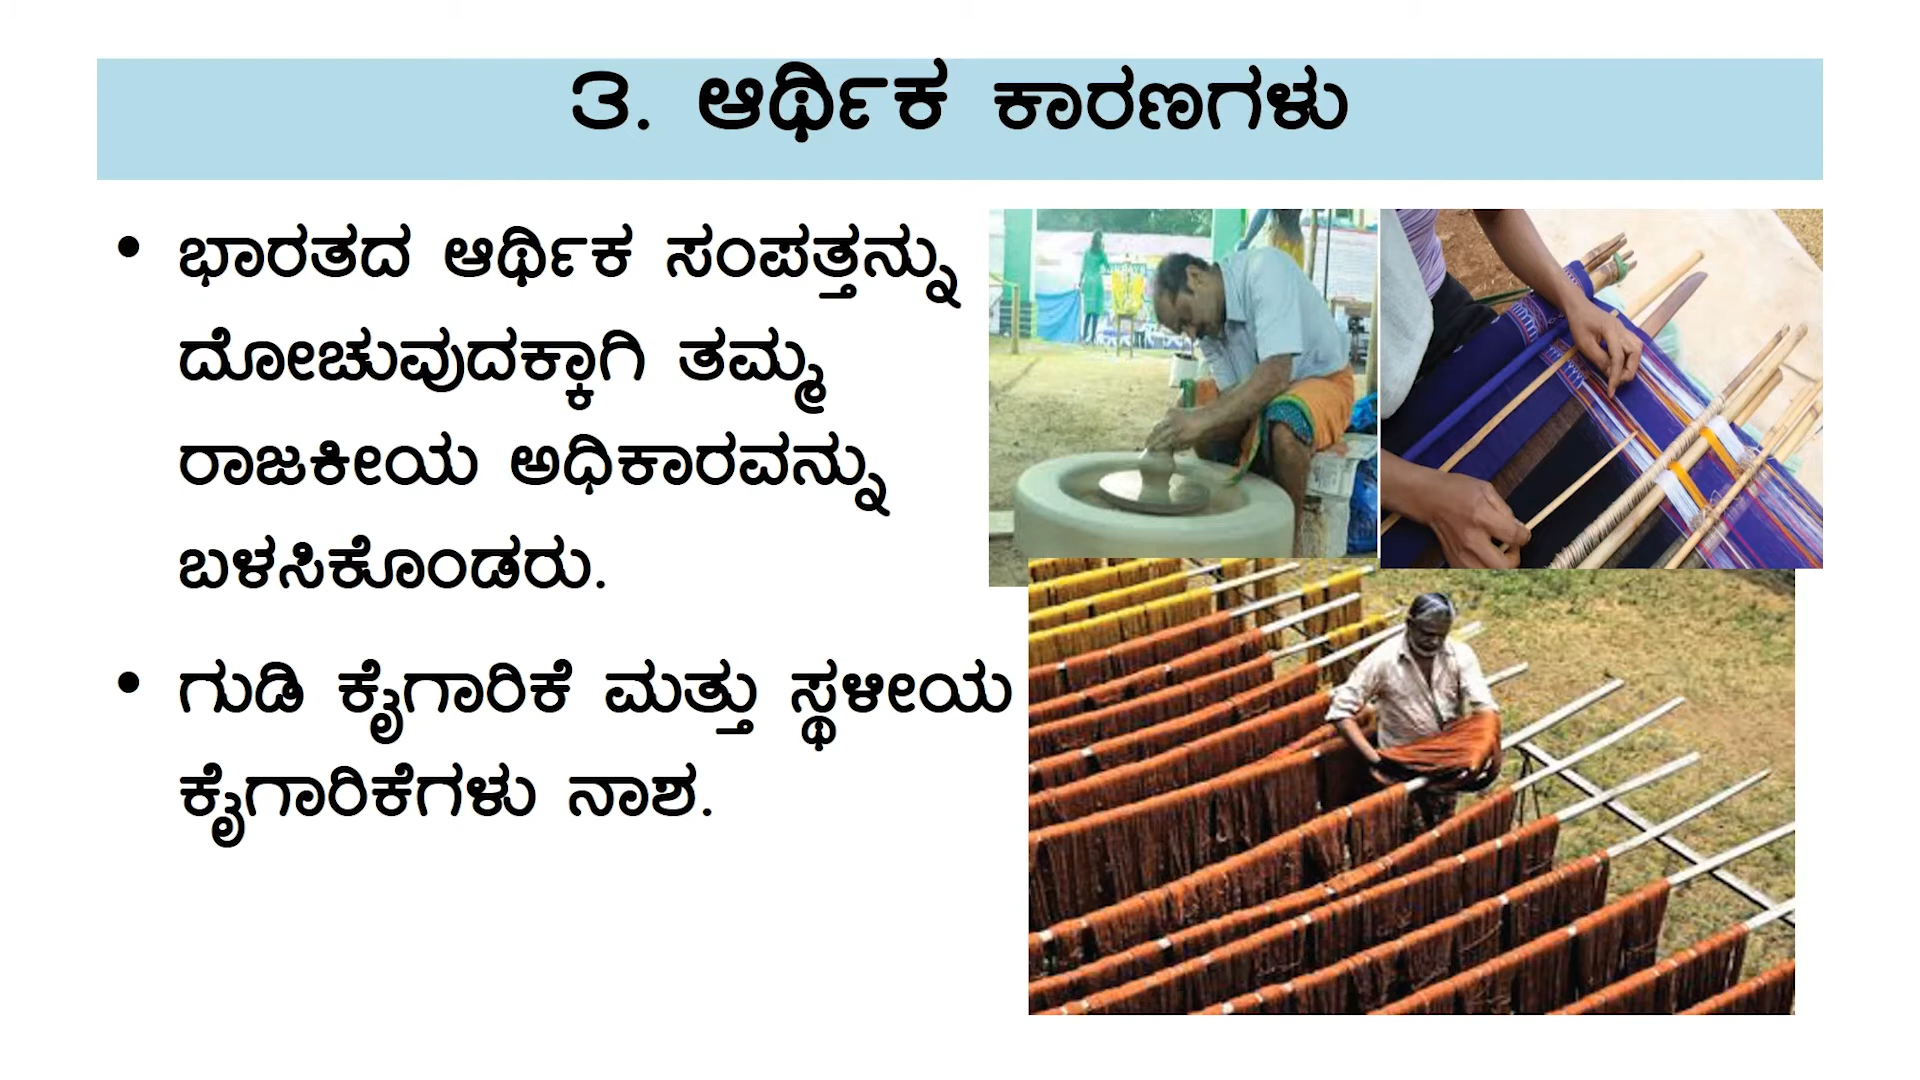 ೩. ಆರ್ಥಿಕ ಕಾರಣಗಳು
• ಭಾರತದ ಆರ್ಥಿಕ ಸಂಪತ್ತನ್ನು
ದೋಚುವುದಕ್ಕಾಗಿ ತಮ್ಮ
ರಾಜಕೀಯ ಅಧಿಕಾರವನ್ನು
ಬಳಸಿಕೊಂಡರು.
• ಗುಡಿ ಕೈಗಾರಿಕೆ ಮತ್ತು ಸ್ಥಳೀಯ
ಕೈಗಾರಿಕೆಗಳು ನಾಶ.